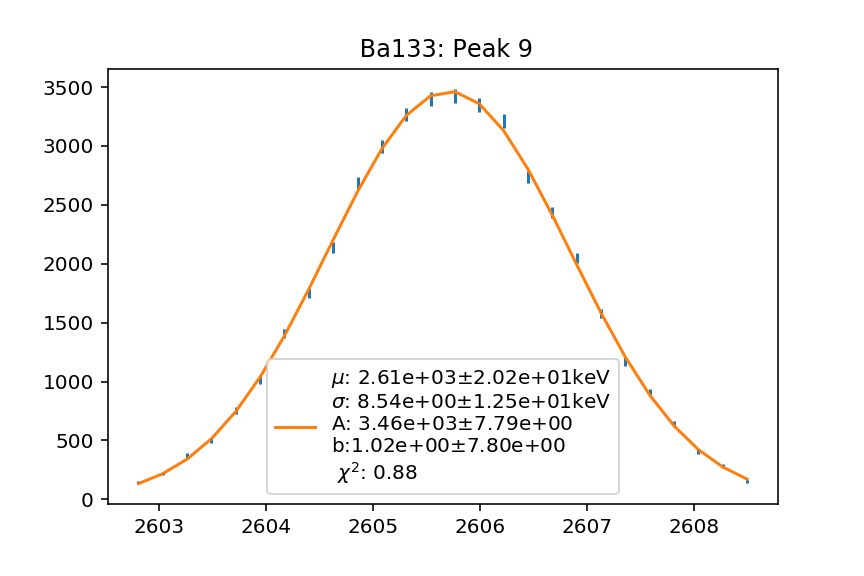 Ba133: Peak 9
3500
3000
2500
2000
1500
1000
500
0
μ: 2.61e+03±2.02e+01keV
σ: 8.54e+00±1.25e+01keV
A: 3.46e+03±7.79e+00
b:1.02e+00±7.80e+00
χ²: 0.88
2603 2604 2605 2606 2607 2608